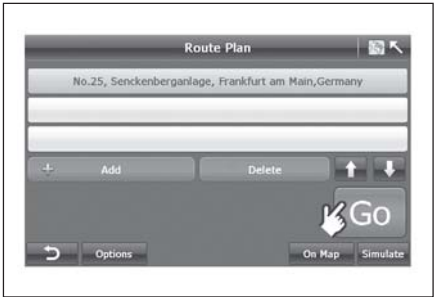 Route Plan
No.25, Senckenberganlage, Frankfurt am Main,Germany
Add
Delete
Go
Options
On Map
Simulate